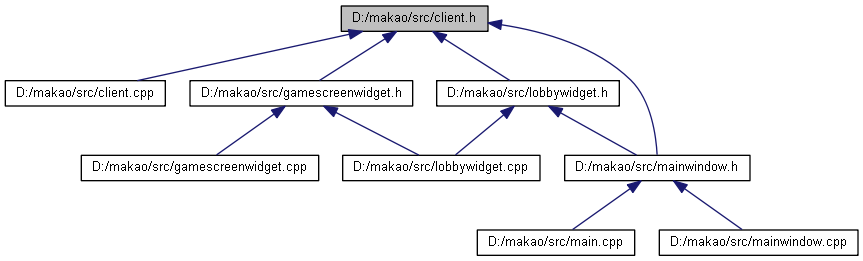 D:/makao/src/client.h
D:/makao/src/client.cpp
D:/makao/src/gamescreenwidget.h
D:/makao/src/lobbywidget.h
D:/makao/src/gamescreenwidget.cpp
D:/makao/src/lobbywidget.cpp
D:/makao/src/mainwindow.h
D:/makao/src/main.cpp
D:/makao/src/mainwindow.cpp